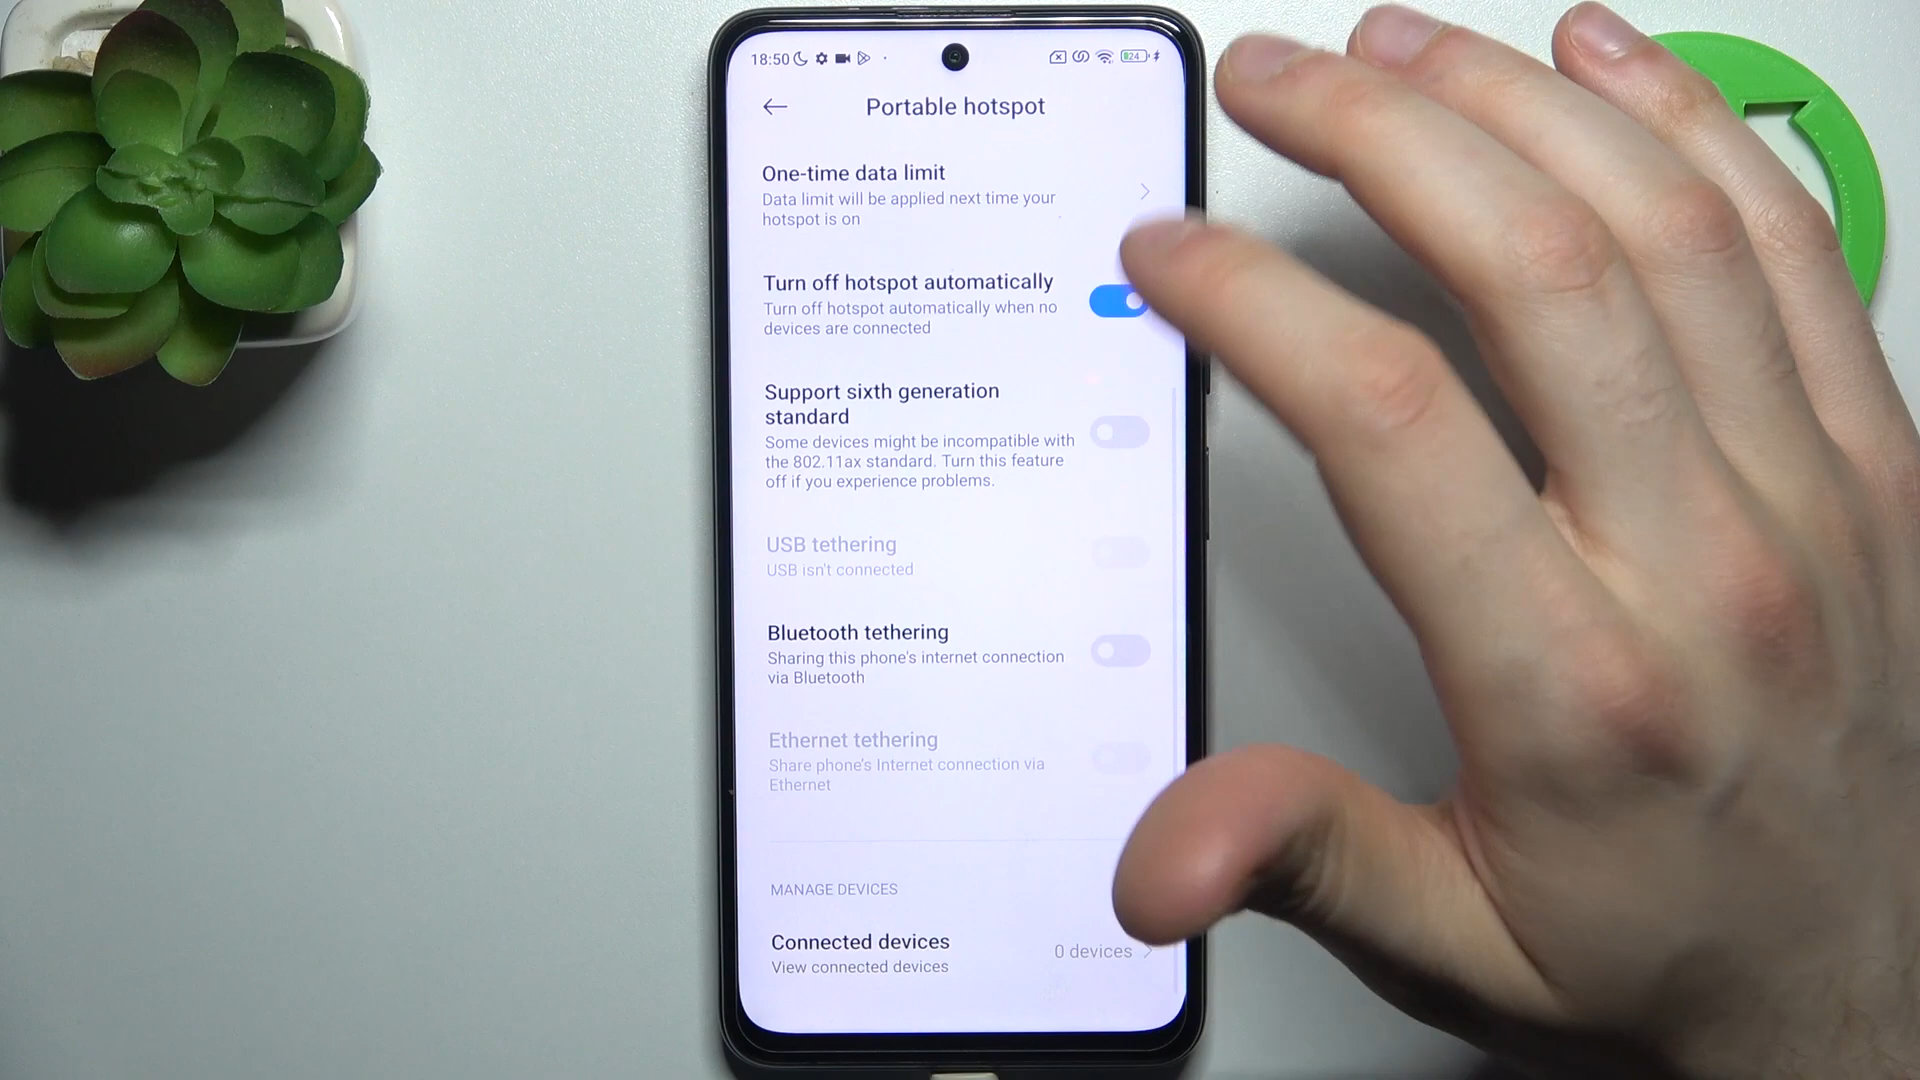 18:50
824
Portable hotspot
One-time data limit
Data limit will be applied next time your
hotspot is on
Turn off hotspot automatically
Turn off hotspot automatically when no
devices are connected
Support sixth generation
standard
Some devices might be incompatible with
the 802.11ax standard. Turn this feature
off if you experience problems.
USB tethering
USB isn't connected
Bluetooth tethering
Sharing this phone's internet connection
via Bluetooth
Ethernet tethering
Share phone's Internet connection via
Ethernet
MANAGE DEVICES
Connected devices
0 devices
View connected devices